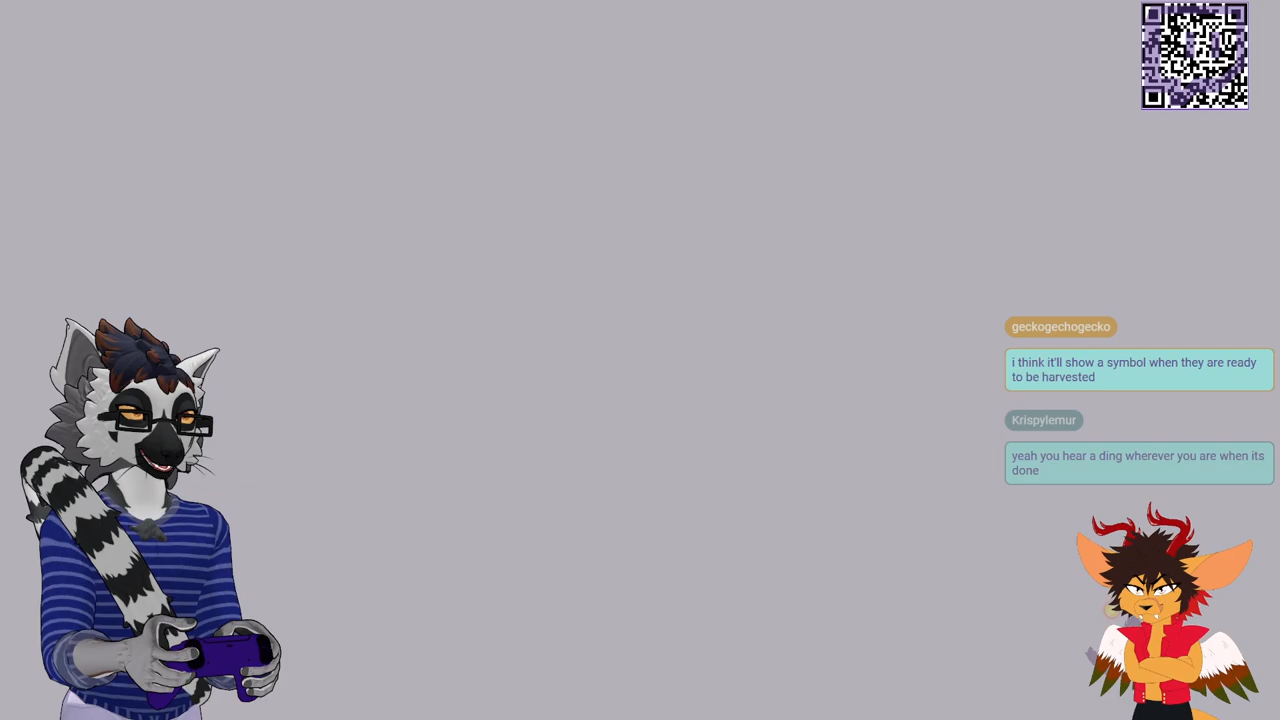 geckogechogecko
i think it'll show a symbol when they are ready
to be harvested
Krispylemur
yeah you hear a ding wherever you are when its
done